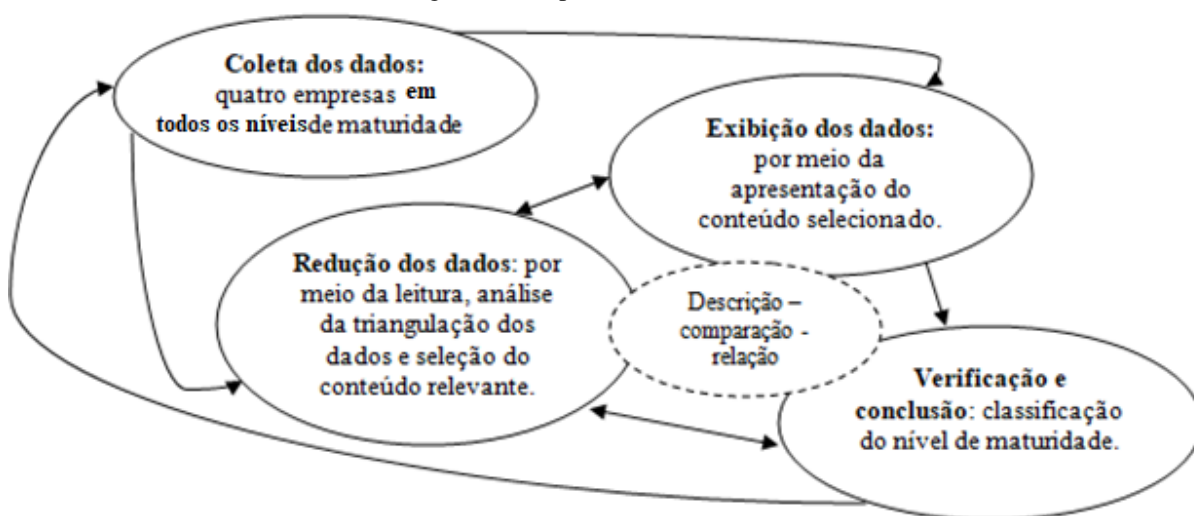 Coleta dos dados:
quatro empresas em
todos os níveisde maturidade
Exibição dos dados:
por meio da
apresentação do
conteúdo selecionado.
Redução dos dados: por
meio da leitura, análise
da triangulação dos
dados e seleção do
conteúdo relevante.
Descrição –
comparação -
relação
Verificação e
conclusão: classificação
do nível de maturidade.